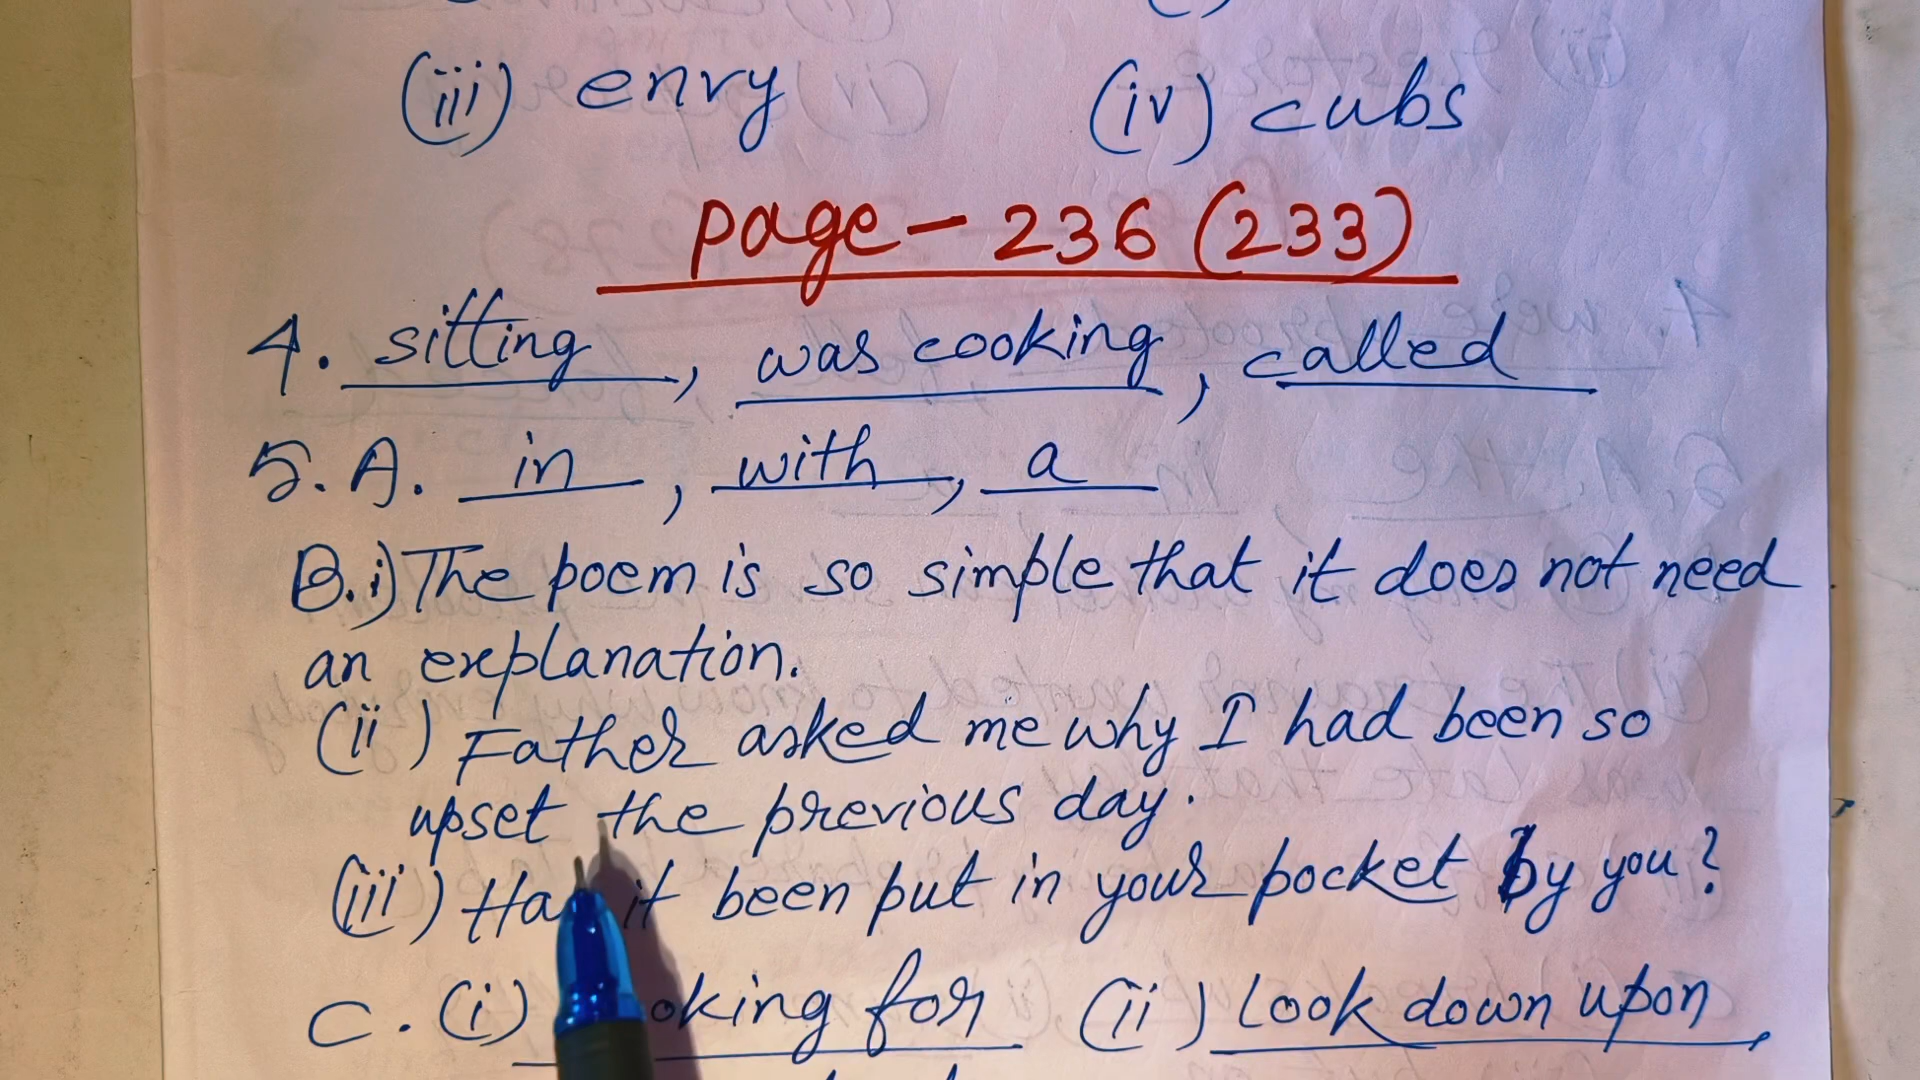 (iii) envy (iv) cubs
page - 236 (233)
4. sitting, was cooking, called
5. A. in, with, a
B. i) The poem is so simple that it does not need
an explanation.
(ii) Father asked me why I had been so
upset the previous day.
(iii) it been put in your pocket by you?
C. (i) for (ii) look down upon,